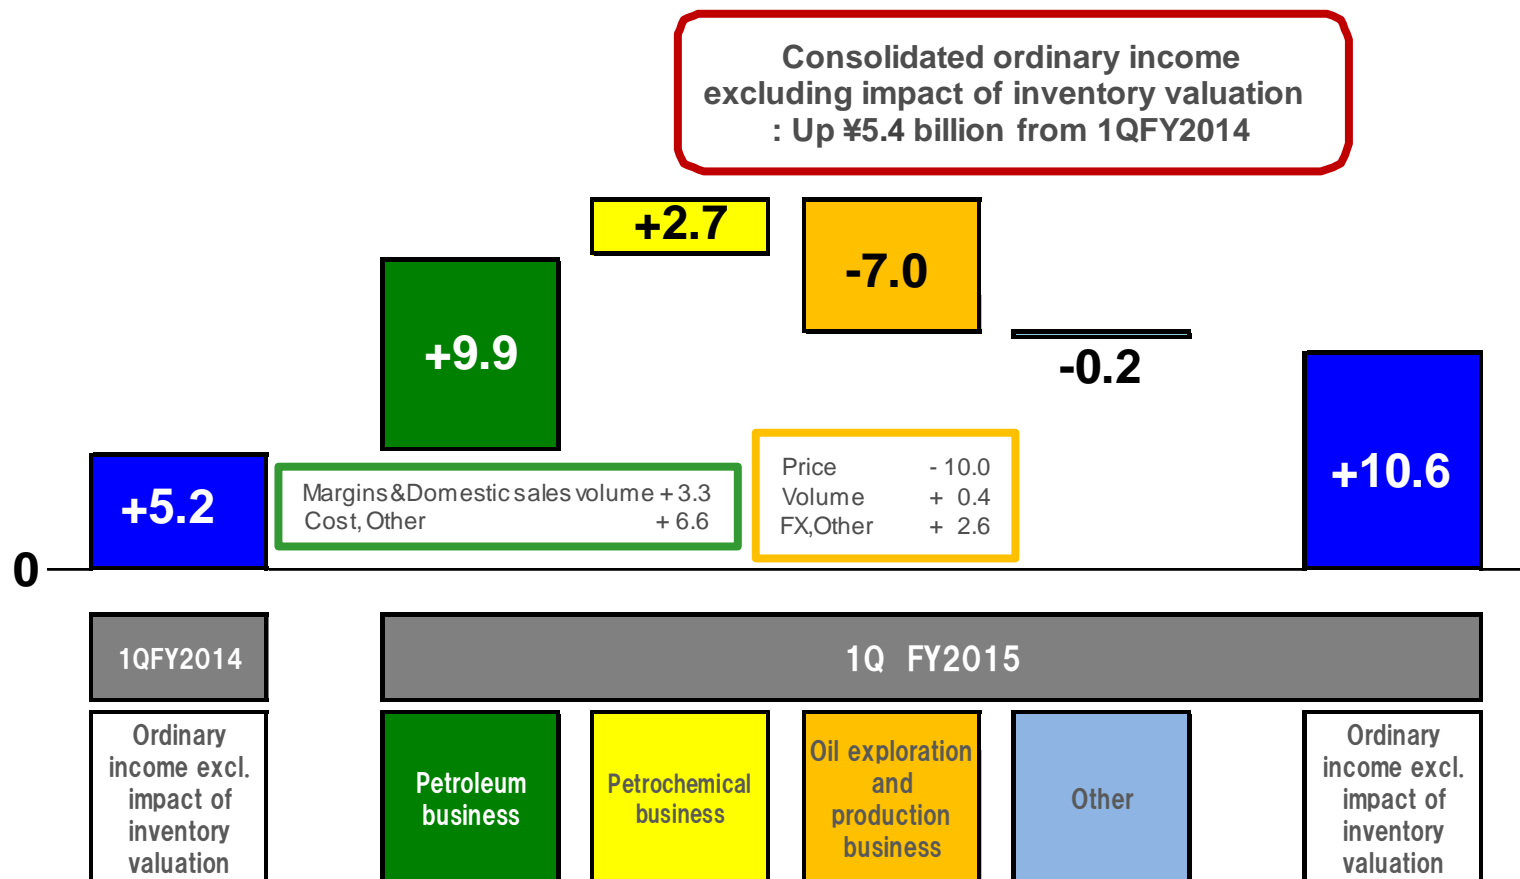 Consolidated ordinary income
excluding impact of inventory valuation
: Up ¥5.4 billion from 1QFY2014
+2.7
-7.0
+9.9
-0.2
+5.2
Margins&Domestic sales volume + 3.3
Cost, Other + 6.6
Price - 10.0
Volume + 0.4
FX,Other + 2.6
+10.6
0
1QFY2014
1Q FY2015
Ordinary
income excl.
impact of
inventory
valuation
Petroleum
business
Petrochemical
business
Oil exploration
and
production
business
Other
Ordinary
income excl.
impact of
inventory
valuation